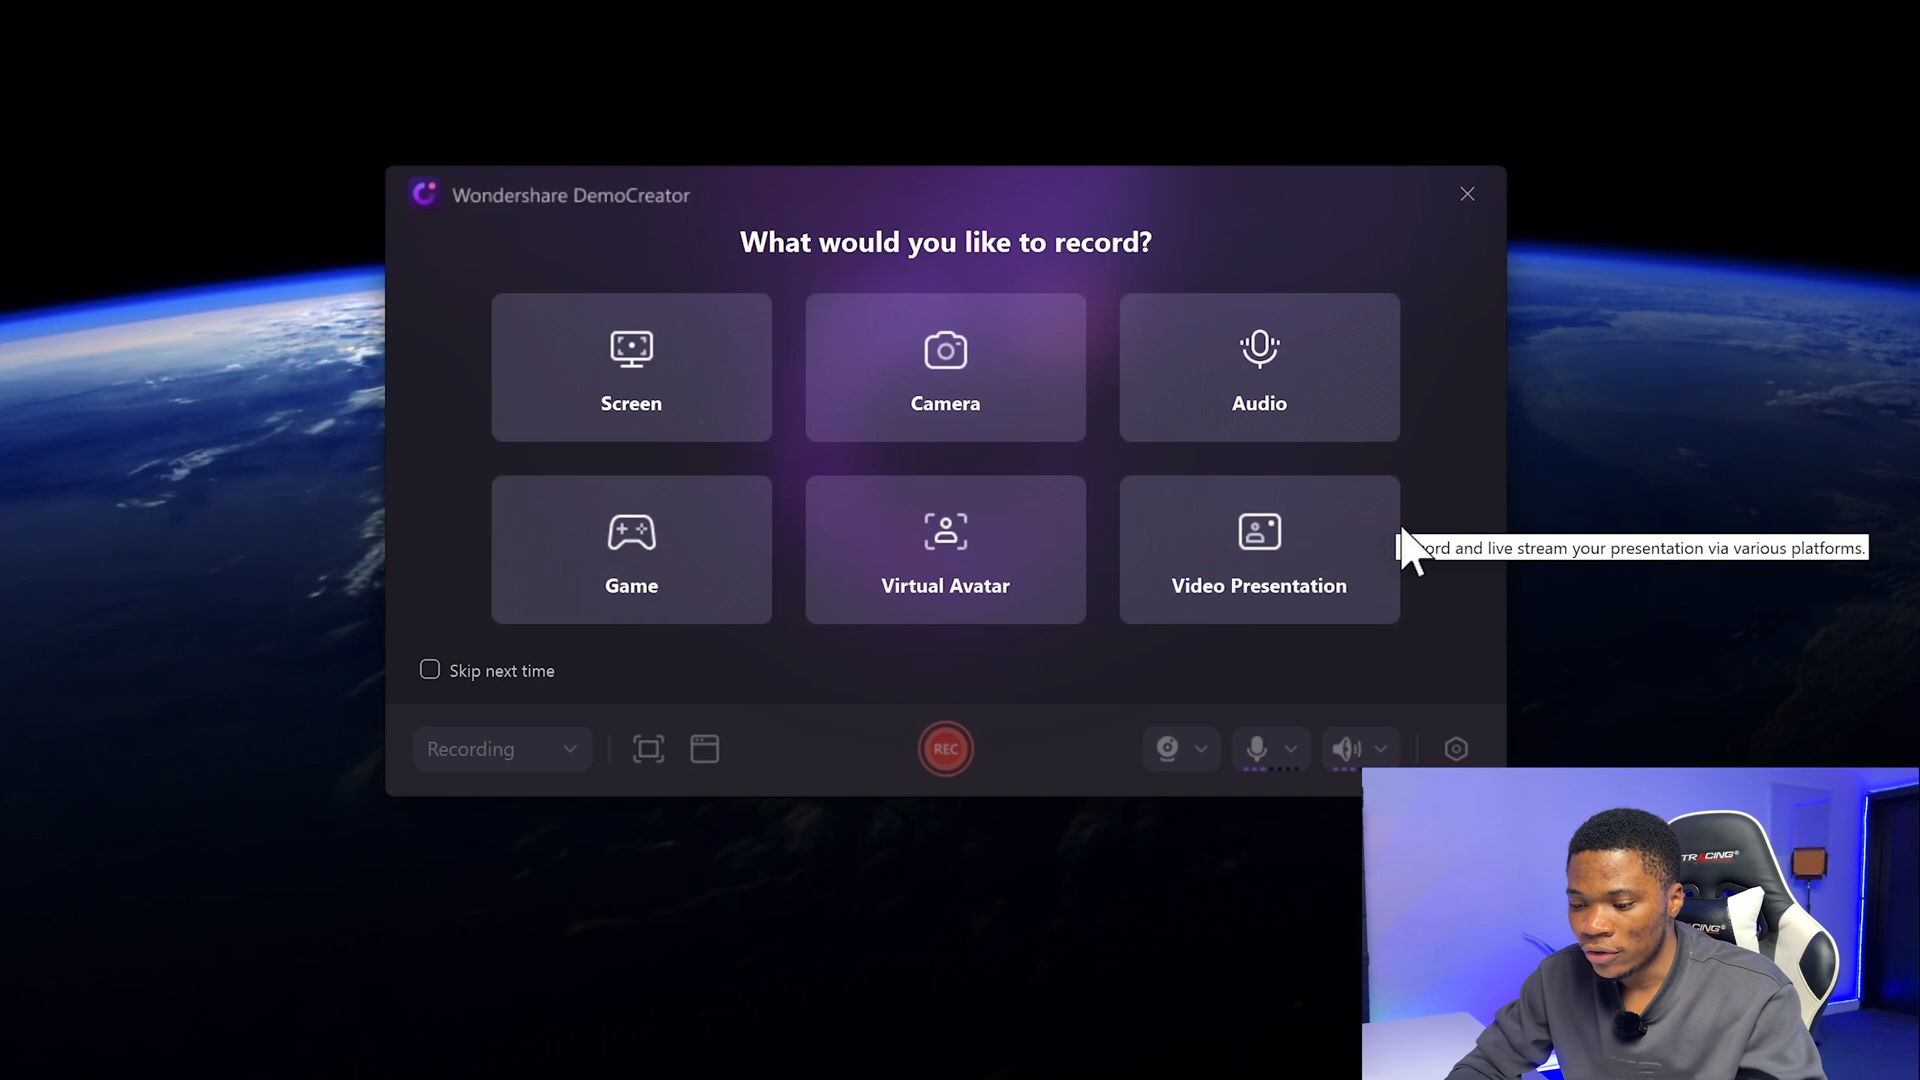 Wondershare DemoCreator
What would you like to record?
Screen
Camera
Audio
Game
Virtual Avatar
Video Presentation
and live stream your presentation via various platforms.
Skip next time
Recording
REC
TRACING®